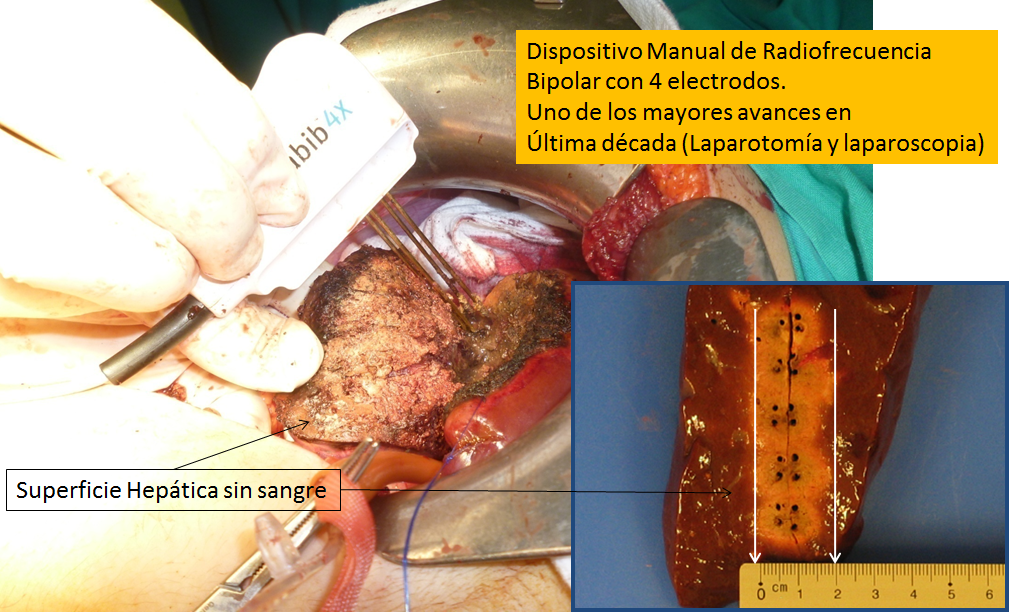 Dispositivo Manual de Radiofrecuencia
Bipolar con 4 electrodos.
Uno de los mayores avances en
Última década (Laparotomía y laparoscopia)
abib 4X
Superficie Hepática sin sangre
0 cm 1 2 3 4 5 6